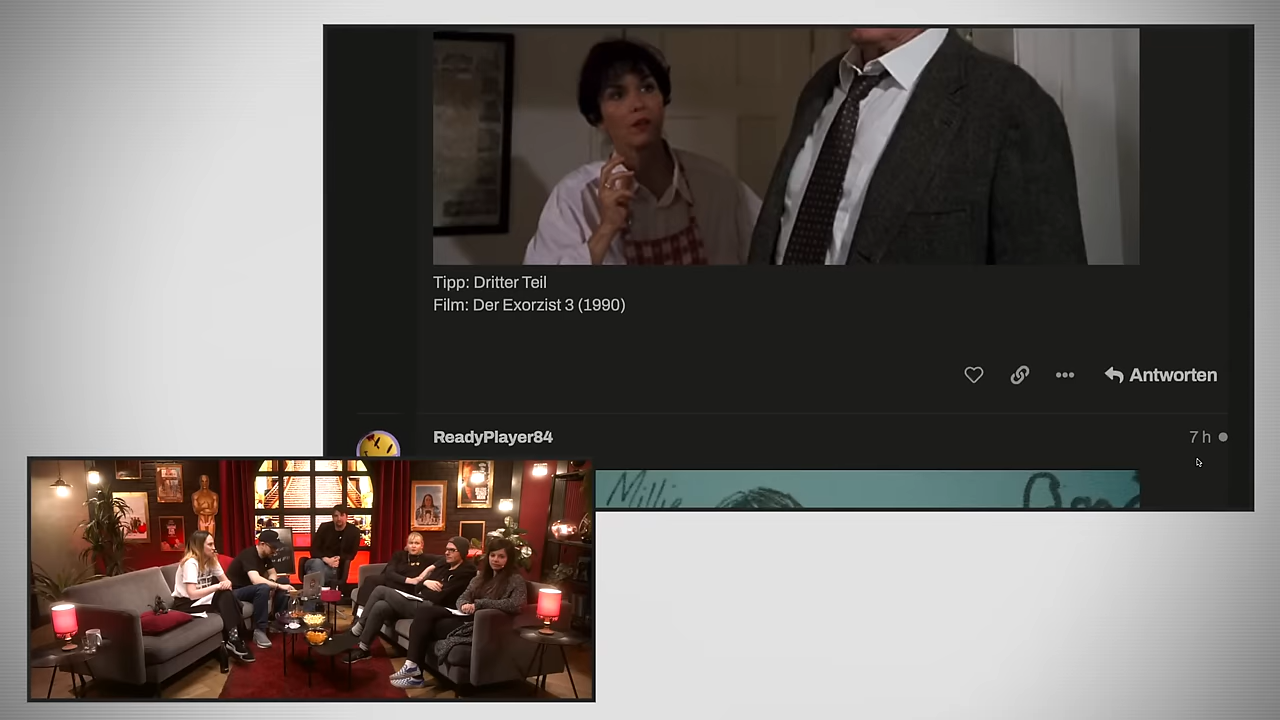 Tipp: Dritter Teil
Film: Der Exorzist 3 (1990)
Antworten
ReadyPlayer84
7 h
Millie